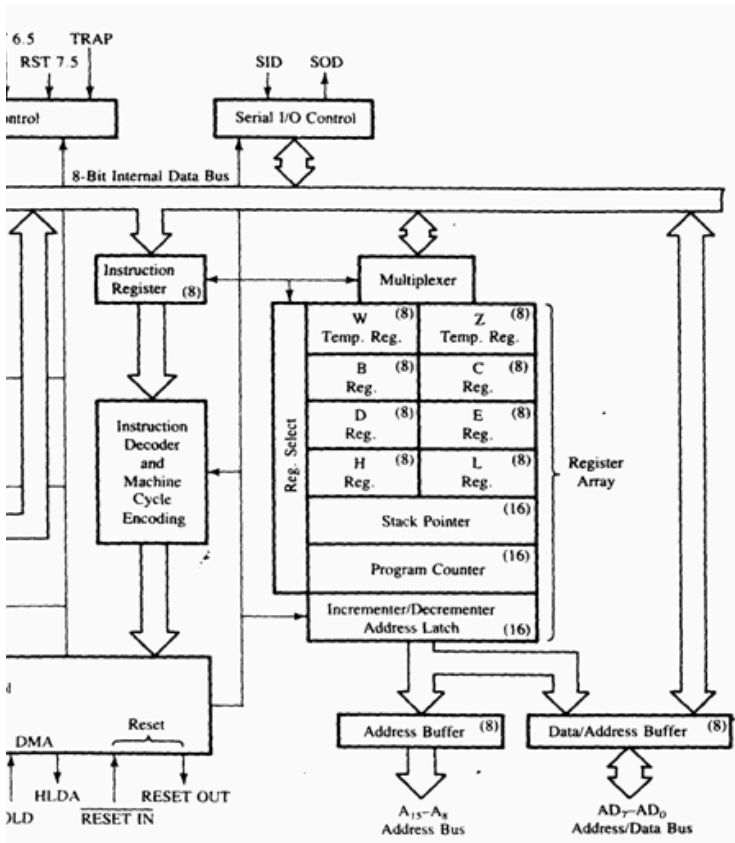 6.5 TRAP
RST 7.5
SID SOD
ontrol
Serial I/O Control
8-Bit Internal Data Bus
Instruction
Register (8)
Multiplexer
W (8)
Temp. Reg.
Z (8)
Temp. Reg.
B (8)
Reg.
C (8)
Reg.
D (8)
Reg.
E (8)
Reg.
H (8)
Reg.
L (8)
Reg.
Reg. Select
Instruction
Decoder
and
Machine
Cycle
Encoding
Register
Array
(16)
Stack Pointer
(16)
Program Counter
Incrementer/Decrementer
Address Latch (16)
Reset
DMA
HLDA RESET OUT
OLD RESET IN
Address Buffer (8)
Data/Address Buffer (8)
A₁₅–A₈
Address Bus
AD₇–AD₀
Address/Data Bus